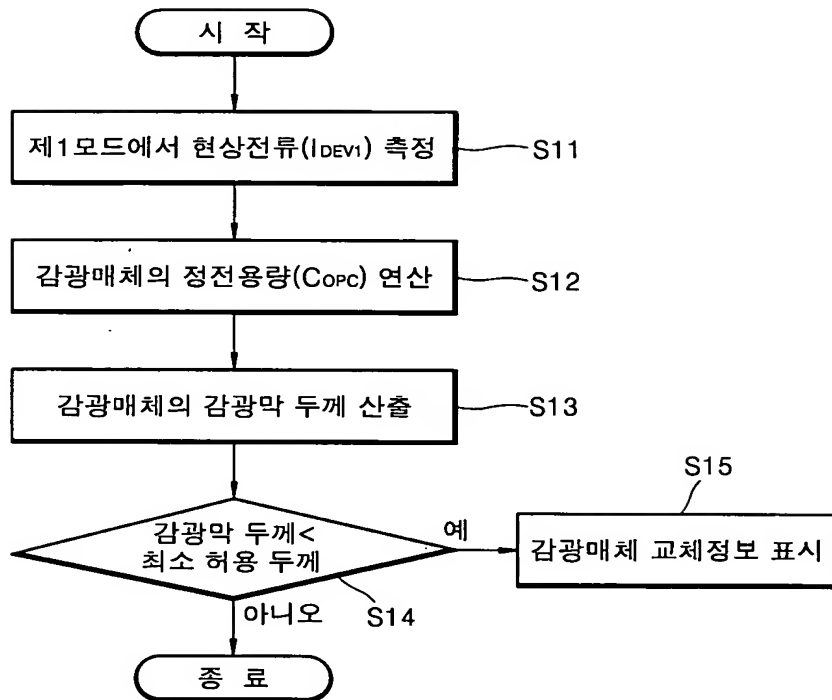 시 작
제1모드에서 현상전류(IDEV1) 측정
S11
감광매체의 정전용량(COPC) 연산
S12
감광매체의 감광막 두께 산출
S13
감광막 두께<
최소 허용 두께
예
S14
S15
감광매체 교체정보 표시
아니오
종 료